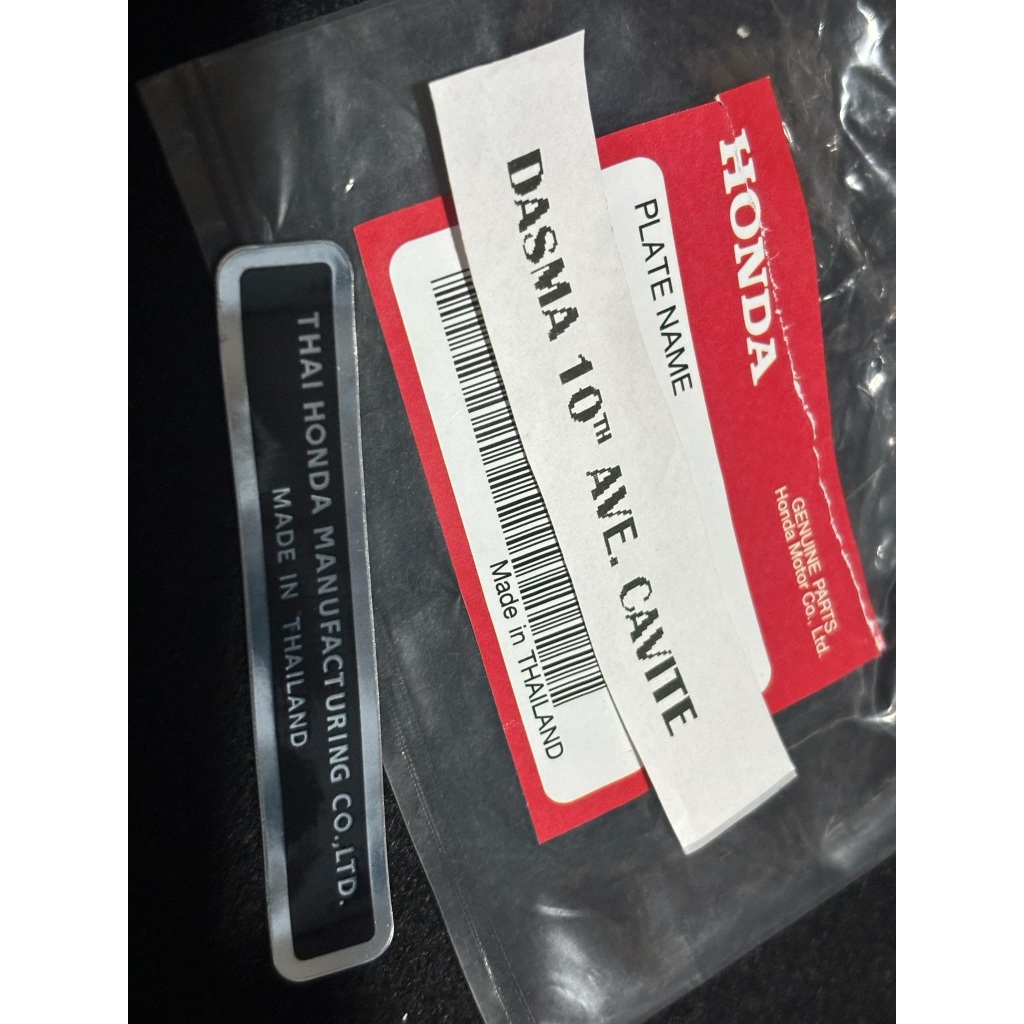 HONDA
GENUINE PARTS
Honda Motor Co., Ltd.
PLATE NAME
DASMA 10TH AVE. CAVITE
Made in THAILAND
THAI HONDA MANUFACTURING CO.,LTD.
MADE IN THAILAND